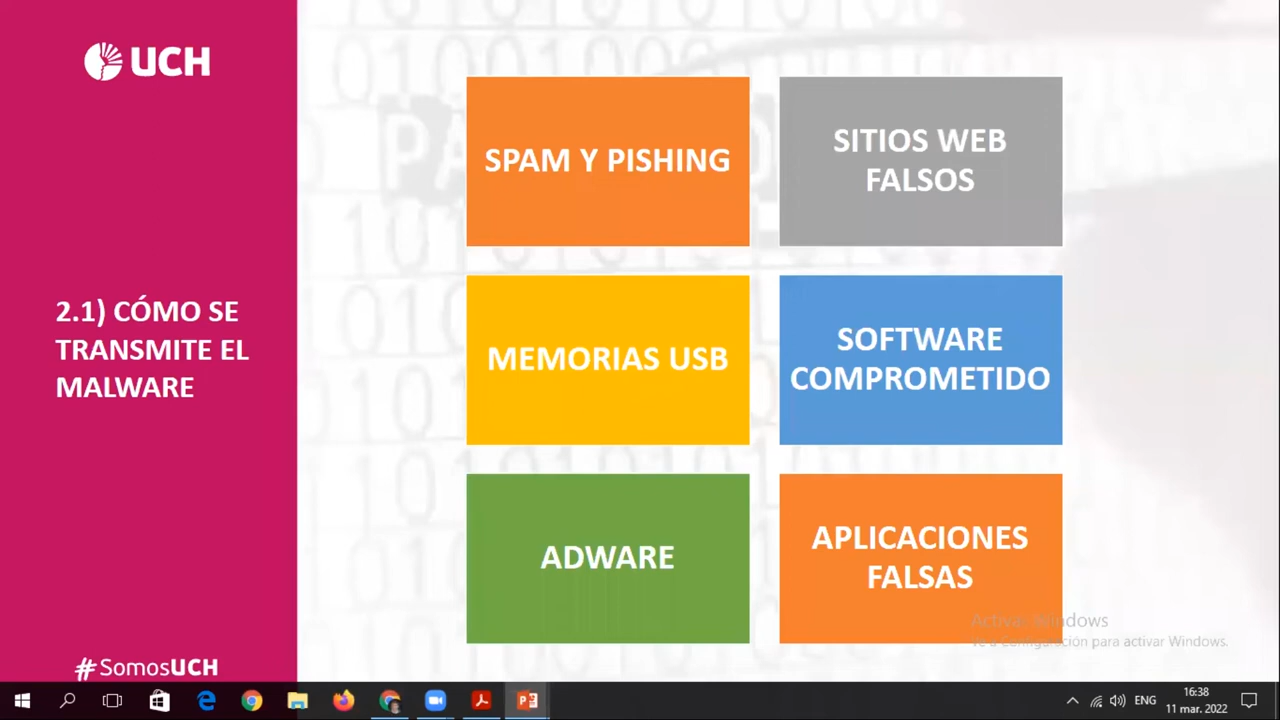 UCH
2.1) CÓMO SE
TRANSMITE EL
MALWARE
#SomosUCH
SPAM Y PISHING
SITIOS WEB
FALSOS
MEMORIAS USB
SOFTWARE
COMPROMETIDO
ADWARE
APLICACIONES
FALSAS
Activar Windows
Ve a Configuración para activar Windows.
ENG
16:38
11 mar. 2022